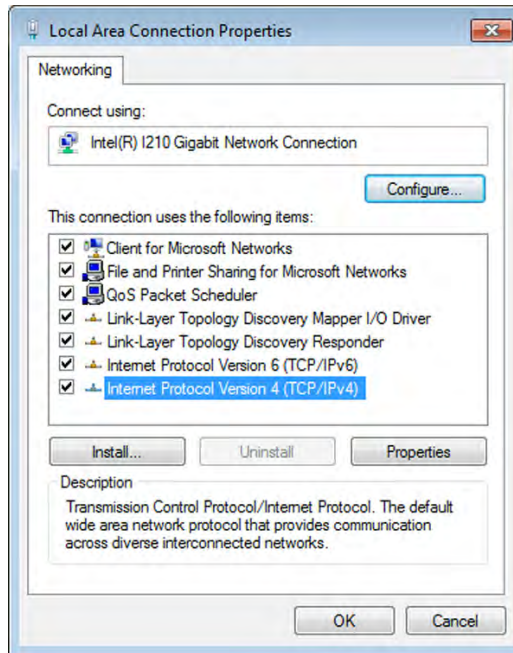 Local Area Connection Properties
Networking
Connect using:
Intel(R) I210 Gigabit Network Connection
Configure...
This connection uses the following items:
Client for Microsoft Networks
File and Printer Sharing for Microsoft Networks
QoS Packet Scheduler
Link-Layer Topology Discovery Mapper I/O Driver
Link-Layer Topology Discovery Responder
Internet Protocol Version 6 (TCP/IPv6)
Internet Protocol Version 4 (TCP/IPv4)
Install... Uninstall Properties
Description
Transmission Control Protocol/Internet Protocol. The default
wide area network protocol that provides communication
across diverse interconnected networks.
OK Cancel